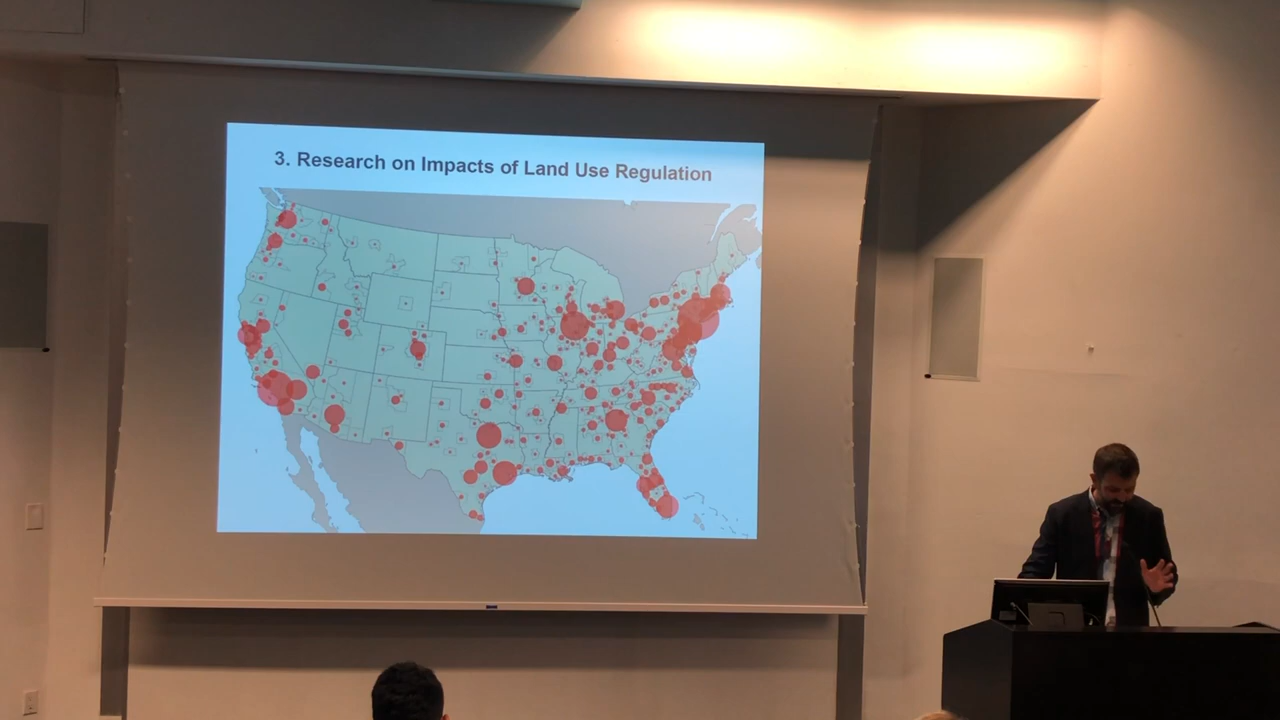 3. Research on Impacts of Land Use Regulation